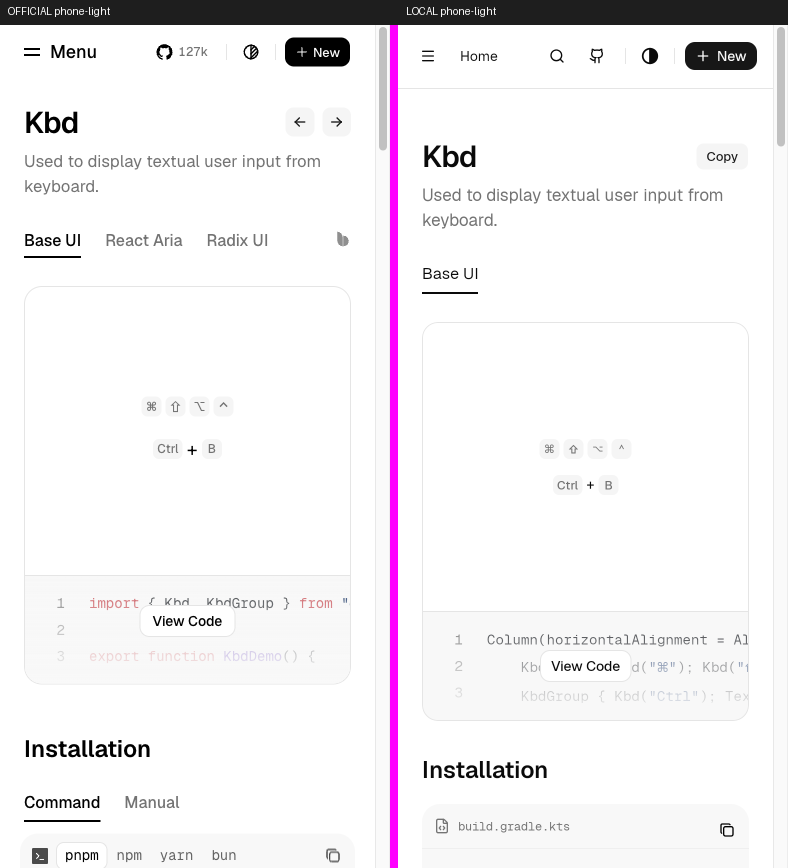 OFFICIAL phone-light
Menu
127k
New
Kbd
Used to display textual user input from
keyboard.
Base UI
React Aria
Radix UI
⌘ ⇧ ⌥ ⌃
Ctrl + B
1 import { Kbd, KbdGroup } from "
2
3 export function KbdDemo() {
View Code
Installation
Command
Manual
pnpm npm yarn bun
LOCAL phone-light
Home
New
Kbd
Copy
Used to display textual user input from
keyboard.
Base UI
⌘ ⇧ ⌥ ^
Ctrl + B
1 Column(horizontalAlignment = Al
2 Kb d("⌘"); Kbd("
3 KbdGroup { Kbd("Ctrl"); Tex
View Code
Installation
build.gradle.kts